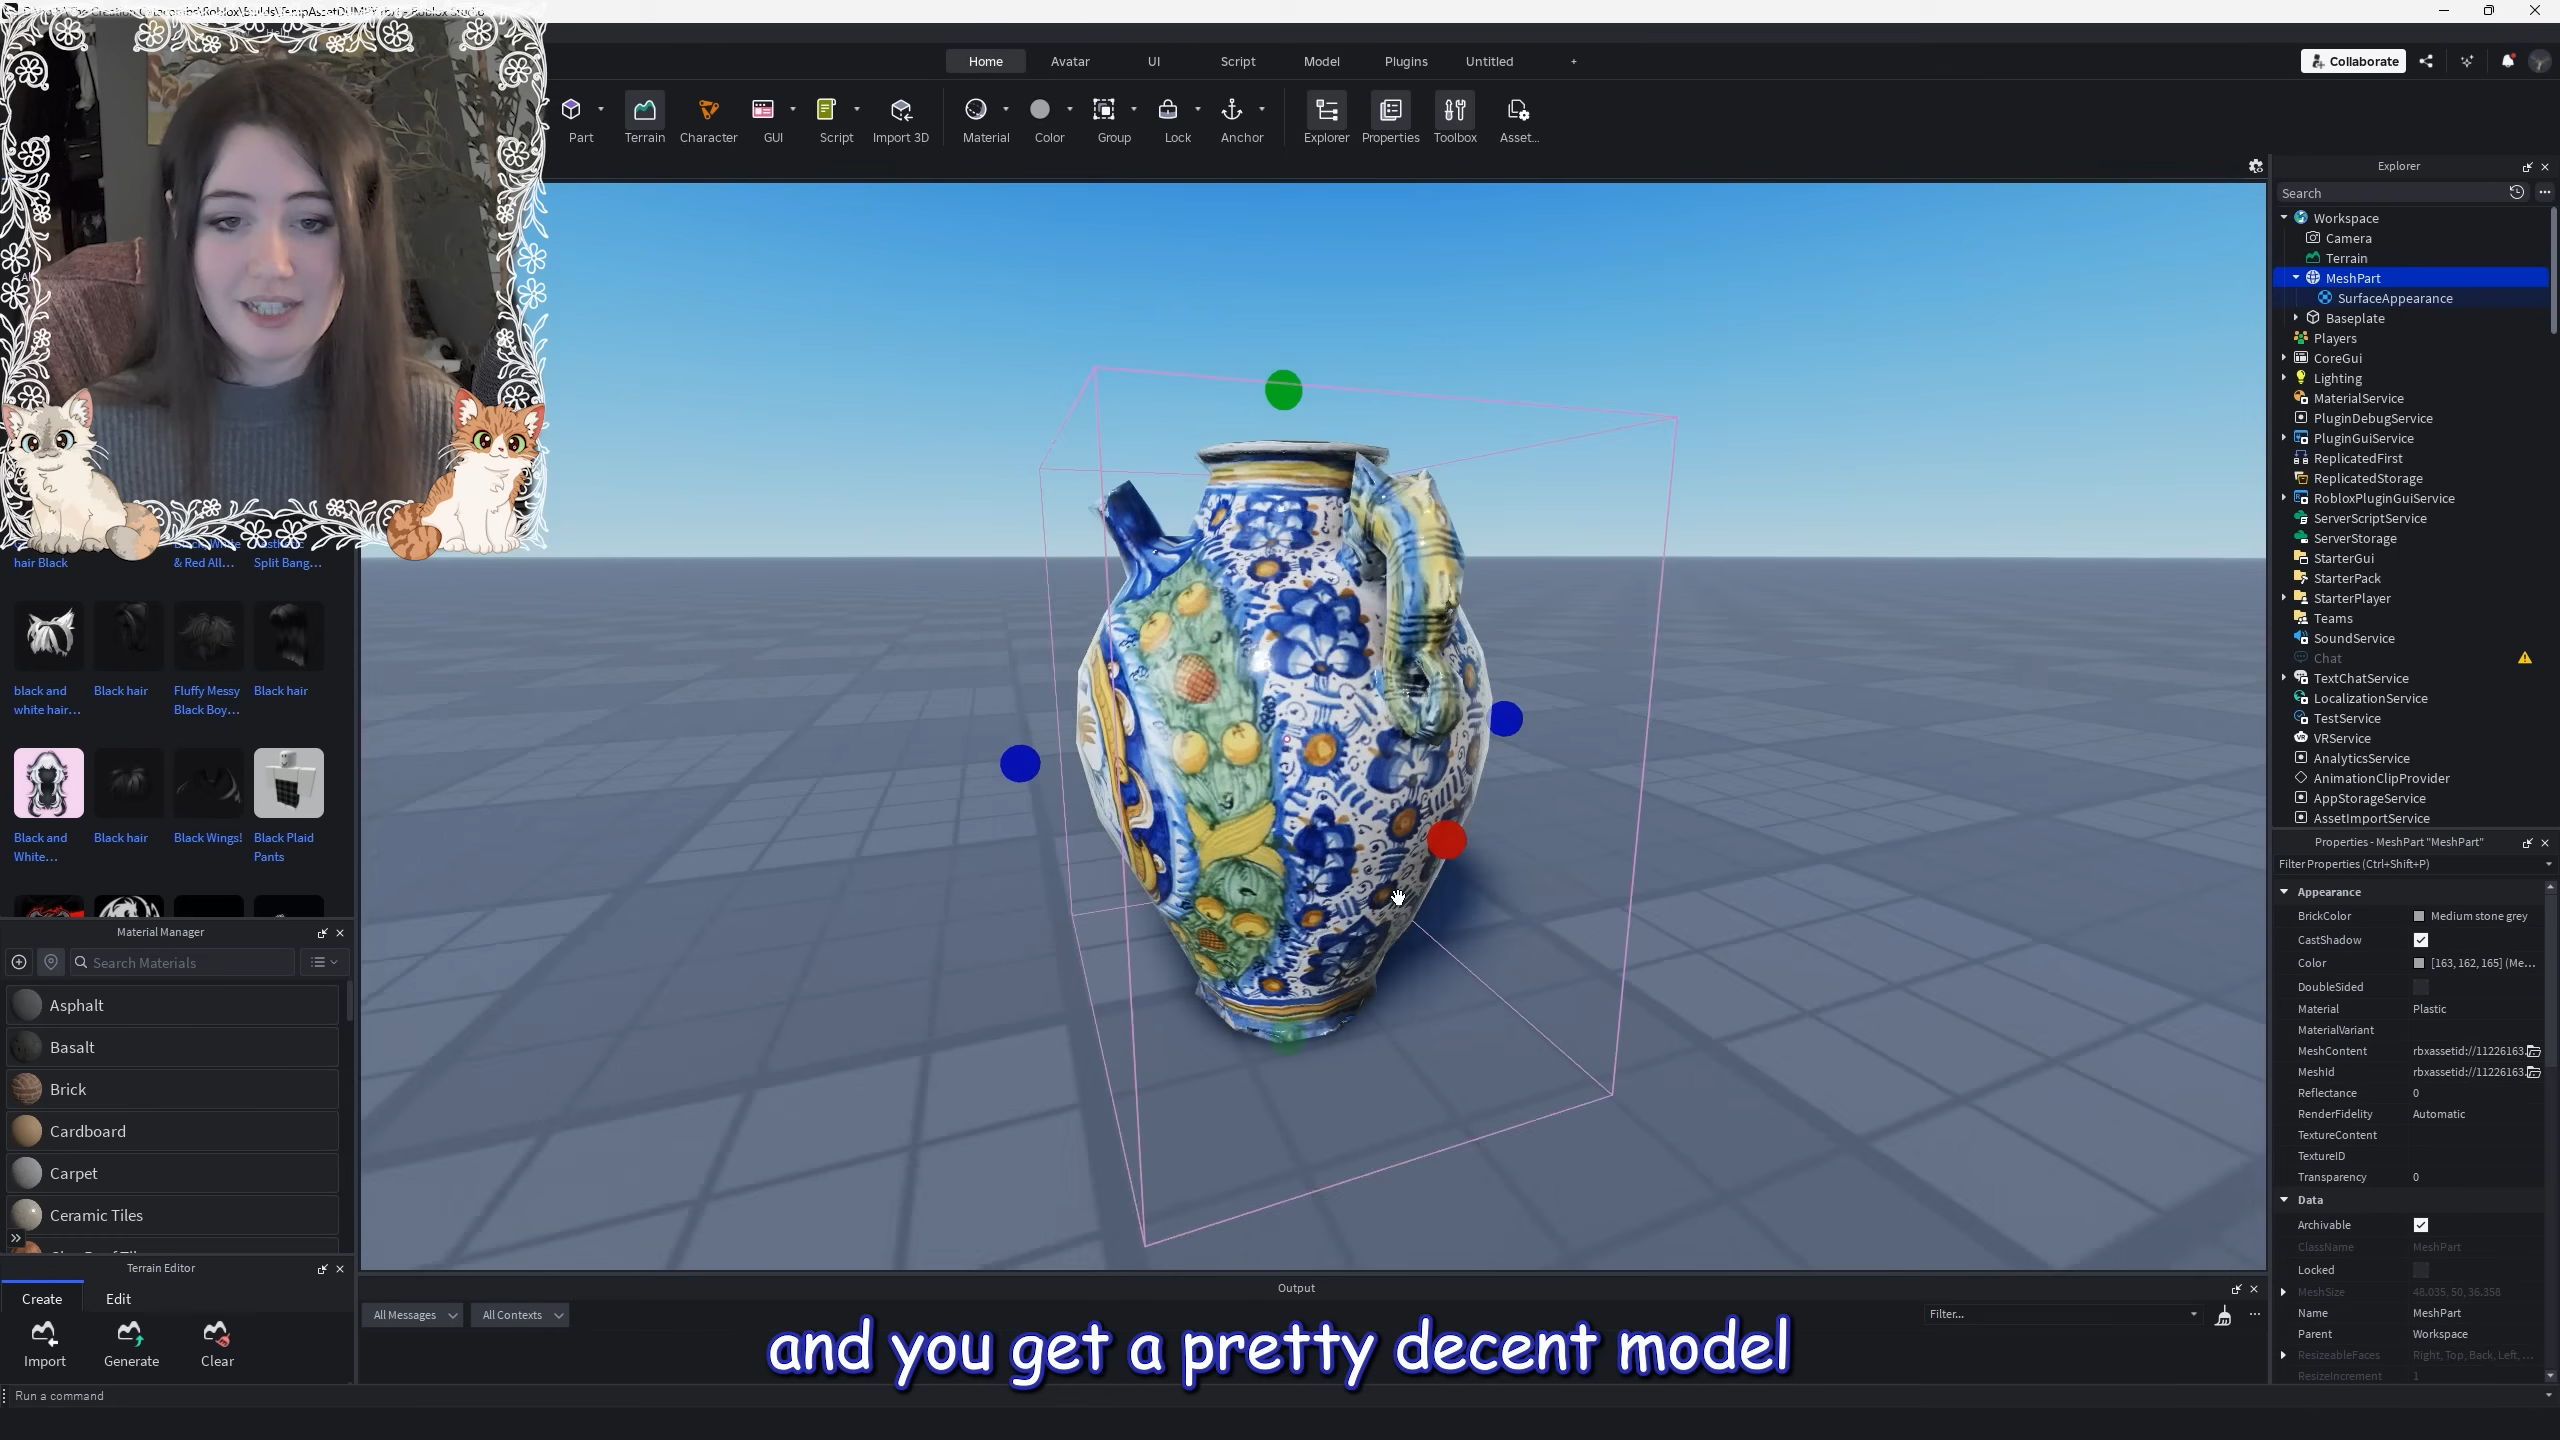 Home
Avatar
UI
Script
Model
Plugins
Untitled
+
Collaborate
Part
Terrain
Character
GUI
Script
Import 3D
Material
Color
Group
Lock
Anchor
Explorer
Properties
Toolbox
Asset...
Explorer
Search
Workspace
Camera
Terrain
MeshPart
SurfaceAppearance
Baseplate
Players
CoreGui
Lighting
MaterialService
PluginDebugService
PluginGuiService
ReplicatedFirst
ReplicatedStorage
RobloxPluginGuiService
ServerScriptService
ServerStorage
StarterGui
StarterPack
StarterPlayer
Teams
SoundService
Chat
TextChatService
LocalizationService
TestService
VRService
AnalyticsService
AnimationClipProvider
AppStorageService
AssetImportService
hair Black
& Red All...
Split Bang...
black and
white hair...
Black hair
Fluffy Messy
Black Boy...
Black hair
Black and
White...
Black hair
Black Wings!
Black Plaid
Pants
Material Manager
Search Materials
Asphalt
Basalt
Brick
Cardboard
Carpet
Ceramic Tiles
Terrain Editor
Create
Edit
Import
Generate
Clear
Run a command
Output
All Messages
All Contexts
Filter...
and you get a pretty decent model
Properties - MeshPart "MeshPart"
Filter Properties (Ctrl+Shift+P)
Appearance
BrickColor Medium stone grey
CastShadow
Color [163, 162, 165] (Me...
DoubleSided
Material Plastic
MaterialVariant
MeshContent rbxassetid://11226163...
MeshId rbxassetid://11226163...
Reflectance 0
RenderFidelity Automatic
TextureContent
TextureID
Transparency 0
Data
Archivable
ClassName MeshPart
Locked
MeshSize 48.035, 50, 36.358
Name MeshPart
Parent Workspace
ResizeableFaces Right, Top, Back, Left, ...
ResizeIncrement 1